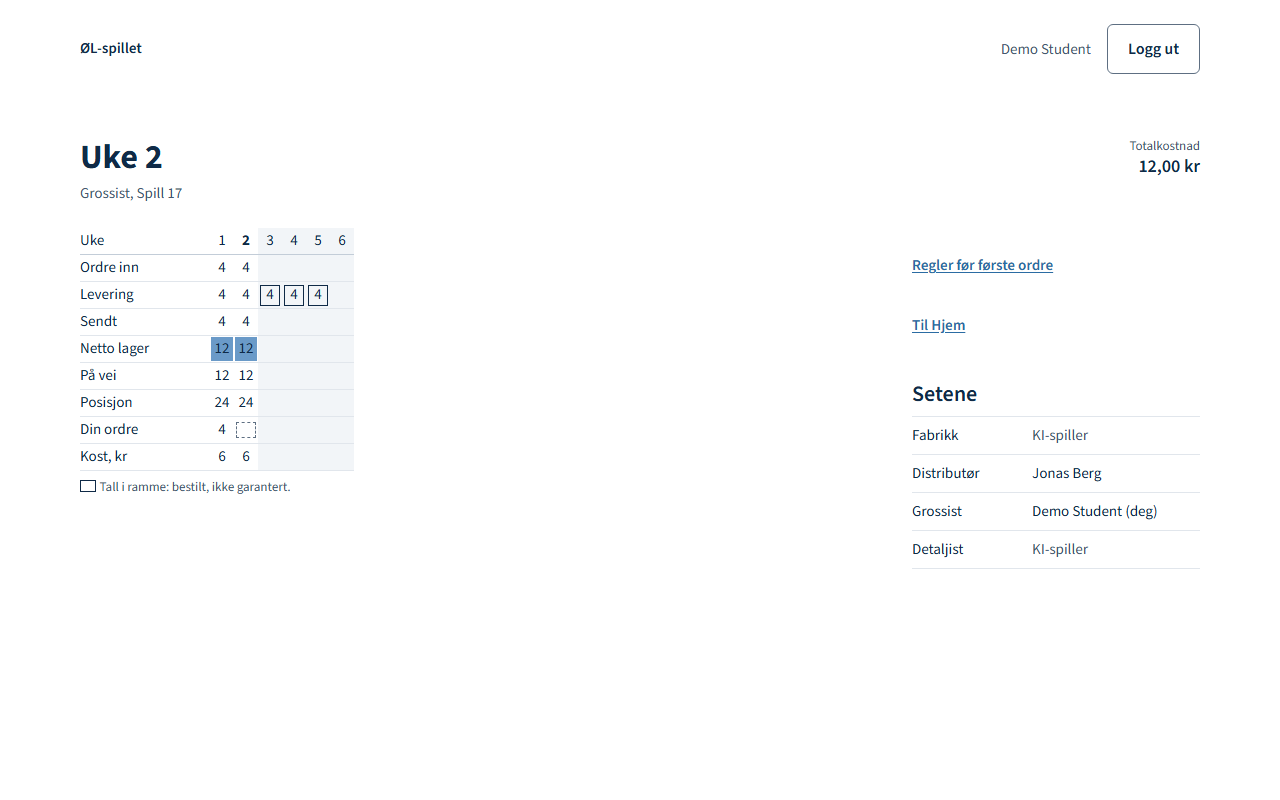 ØL-spillet
Demo Student
Logg ut
Uke 2
Grossist, Spill 17
Totalkostnad
12,00 kr
Uke 1 2 3 4 5 6
Ordre inn 4 4
Levering 4 4 4 4 4
Sendt 4 4
Netto lager 12 12
På vei 12 12
Posisjon 24 24
Din ordre 4
Kost, kr 6 6
Tall i ramme: bestilt, ikke garantert.
Regler før første ordre
Til Hjem
Setene
Fabrikk KI-spiller
Distributør Jonas Berg
Grossist Demo Student (deg)
Detaljist KI-spiller